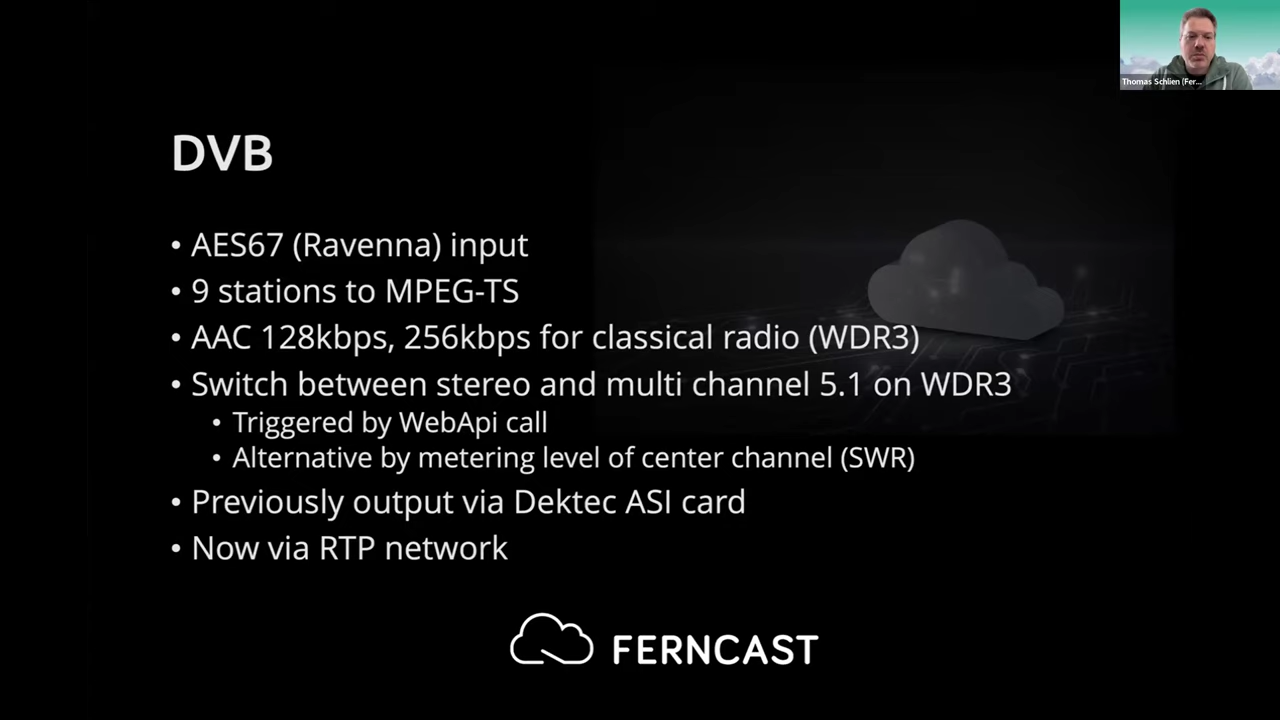 Thomas Schlien (Fer...
DVB
• AES67 (Ravenna) input
• 9 stations to MPEG-TS
• AAC 128kbps, 256kbps for classical radio (WDR3)
• Switch between stereo and multi channel 5.1 on WDR3
• Triggered by WebApi call
• Alternative by metering level of center channel (SWR)
• Previously output via Dektec ASI card
• Now via RTP network
FERNCAST